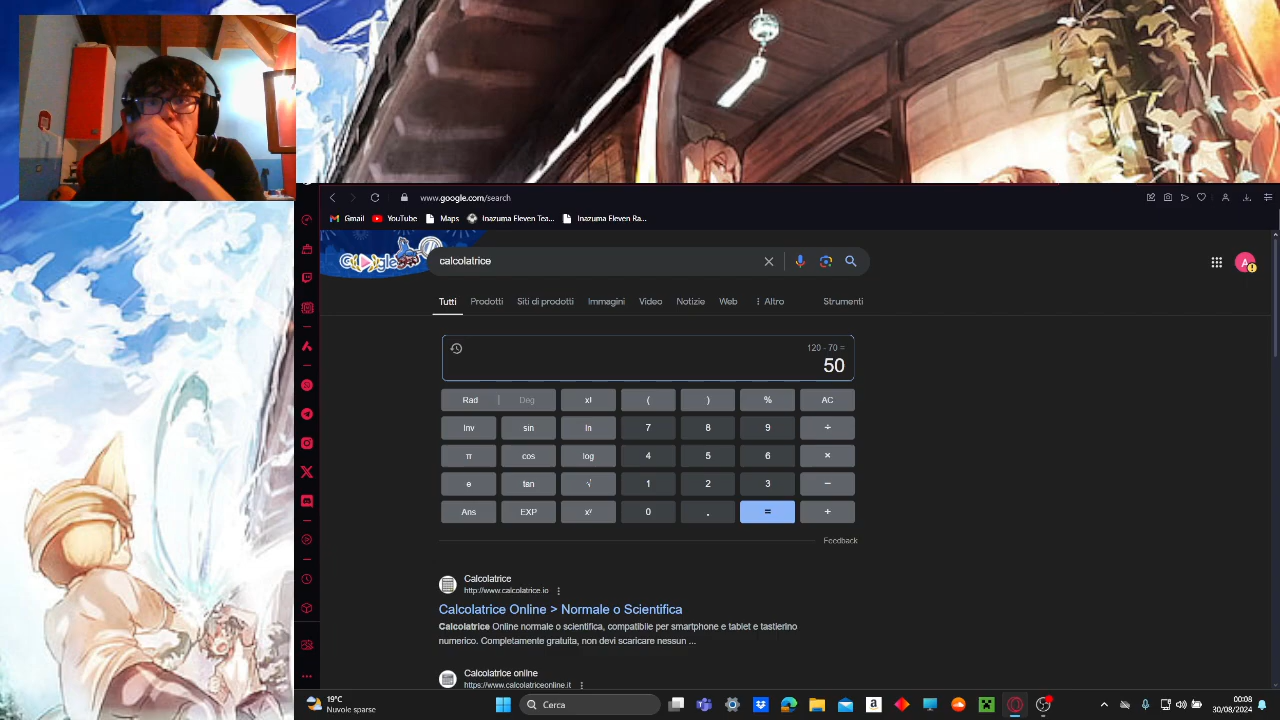 www.google.com/search
Gmail YouTube Maps Inazuma Eleven Tea... Inazuma Eleven Ra...
Google calcolatrice A
Tutti Prodotti Siti di prodotti Immagini Video Notizie Web Altro Strumenti
120 - 70 =
50
Rad | Deg x! ( ) % AC
Inv sin ln 7 8 9 ÷
π cos log 4 5 6 ×
e tan √ 1 2 3 −
Ans EXP xʸ 0 . = +
Feedback
Calcolatrice
http://www.calcolatrice.io
Calcolatrice Online > Normale o Scientifica
Calcolatrice Online normale o scientifica, compatibile per smartphone e tablet e tastierino
numerico. Completamente gratuita, non devi scaricare nessun ...
Calcolatrice online
https://www.calcolatriceonline.it
19°C
Nuvole sparse
Cerca
00:08
30/08/2024